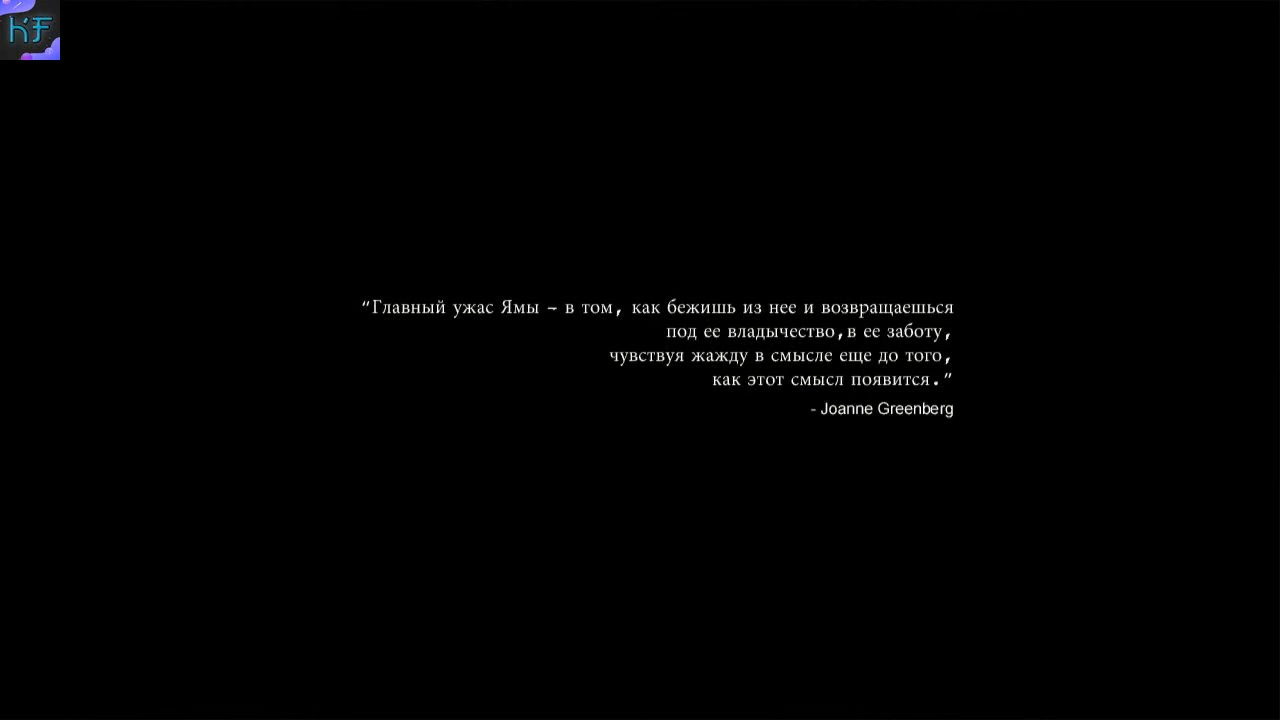 “Главный ужас Ямы – в том, как бежишь из нее и возвращаешься
под ее владычество,в ее заботу,
чувствуя жажду в смысле еще до того,
как этот смысл появится.”
- Joanne Greenberg